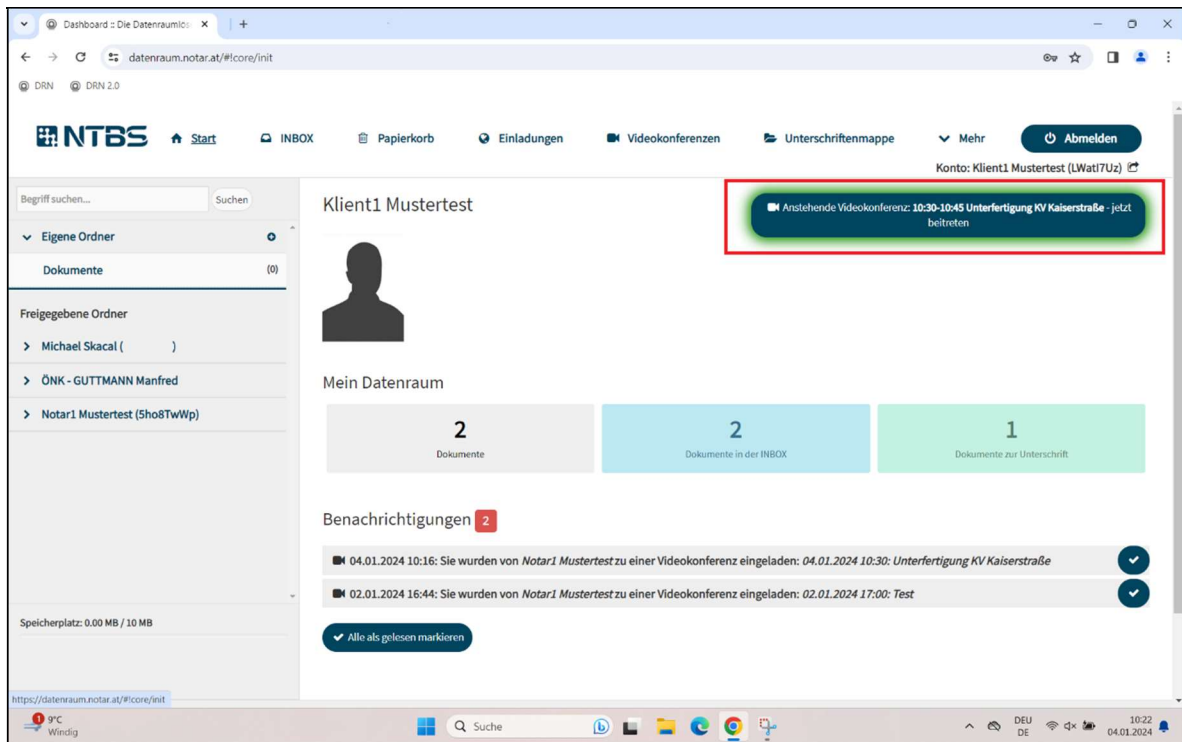 Dashboard :: Die Datenraumlös
datenraum.notar.at/#!core/init
DRN DRN 2.0
NTBS Start INBOX Papierkorb Einladungen Videokonferenzen Unterschriftenmappe Mehr Abmelden
Konto: Klient1 Mustertest (LWatI7Uz)
Begriff suchen... Suchen
Eigene Ordner
Dokumente (0)
Freigegebene Ordner
Michael Skacal ( )
ÖNK - GUTTMANN Manfred
Notar1 Mustertest (5ho8TwWp)
Speicherplatz: 0.00 MB / 10 MB
Klient1 Mustertest
Anstehende Videokonferenz: 10:30-10:45 Unterfertigung KV Kaiserstraße - jetzt
beitreten
Mein Datenraum
2
Dokumente
2
Dokumente in der INBOX
1
Dokumente zur Unterschrift
Benachrichtigungen 2
04.01.2024 10:16: Sie wurden von Notar1 Mustertest zu einer Videokonferenz eingeladen: 04.01.2024 10:30: Unterfertigung KV Kaiserstraße
02.01.2024 16:44: Sie wurden von Notar1 Mustertest zu einer Videokonferenz eingeladen: 02.01.2024 17:00: Test
Alle als gelesen markieren
https://datenraum.notar.at/#!core/init
1 9°C
Windig
Suche
DEU
DE
10:22
04.01.2024